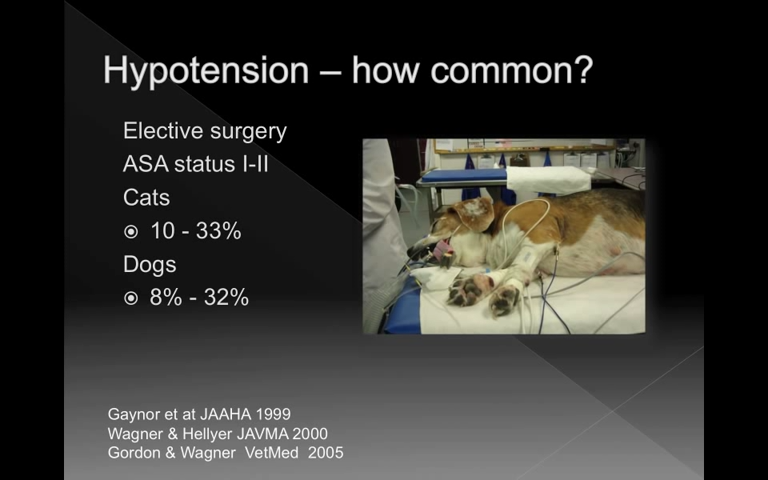 Hypotension – how common?
Elective surgery
ASA status I-II
Cats
10 - 33%
Dogs
8% - 32%
Gaynor et at JAAHA 1999
Wagner & Hellyer JAVMA 2000
Gordon & Wagner VetMed 2005